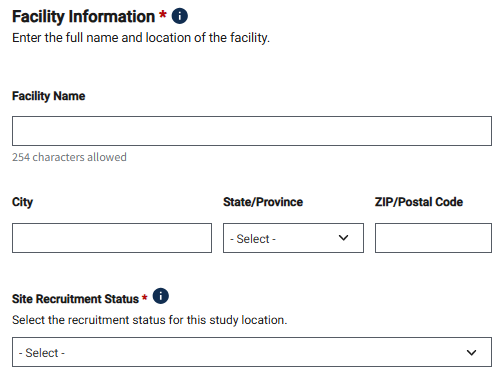 Facility Information *
Enter the full name and location of the facility.
Facility Name
254 characters allowed
City State/Province ZIP/Postal Code
- Select -
Site Recruitment Status *
Select the recruitment status for this study location.
- Select -